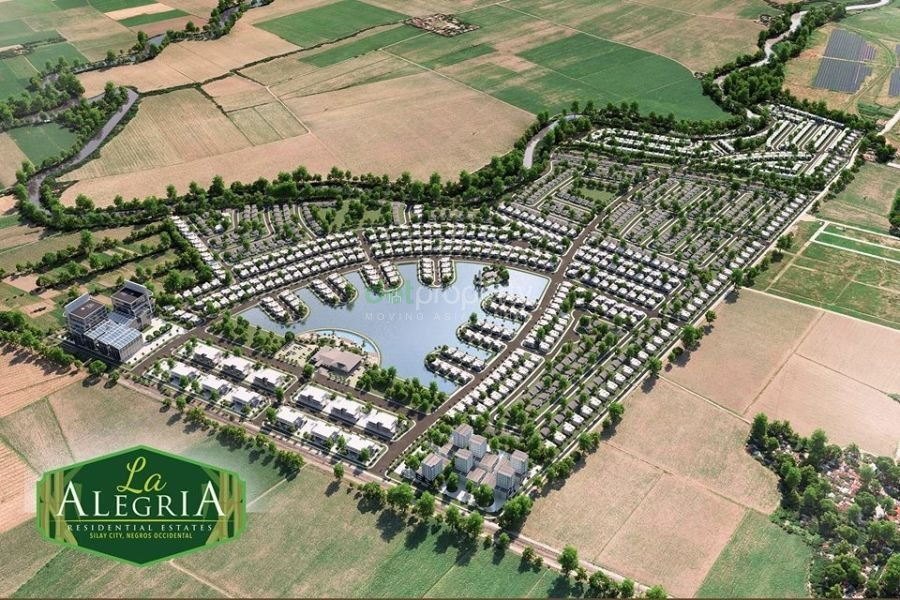 MOVING ASIA
La
ALEGRIA
RESIDENTIAL ESTATES
SILAY CITY, NEGROS OCCIDENTAL